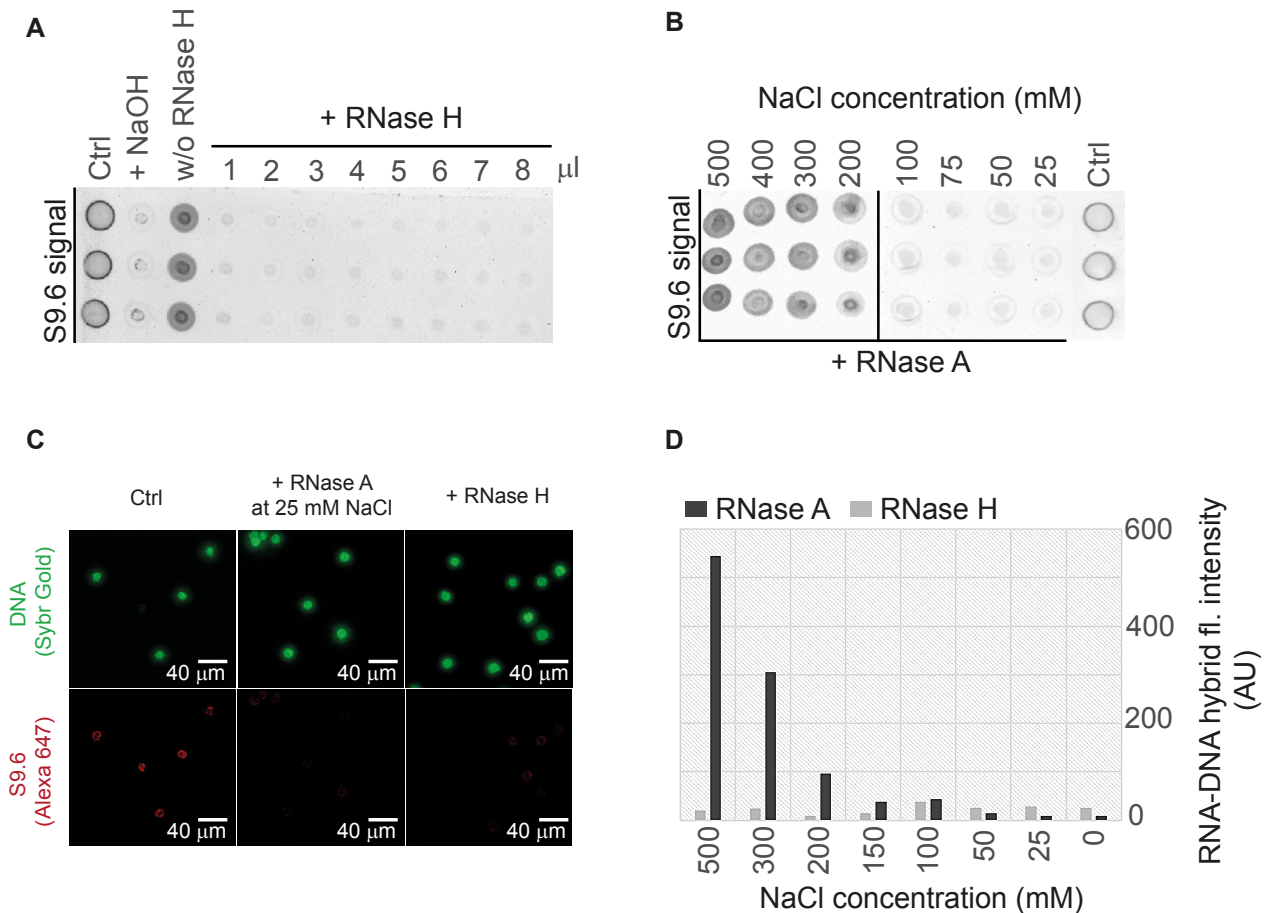 A
Ctrl
+ NaOH
w/o RNase H
+ RNase H
1 2 3 4 5 6 7 8 µl
S9.6 signal
B
NaCl concentration (mM)
500 400 300 200 100 75 50 25 Ctrl
S9.6 signal
+ RNase A
C
Ctrl
+ RNase A
at 25 mM NaCl
+ RNase H
DNA
(Sybr Gold)
40 µm 40 µm 40 µm
S9.6
(Alexa 647)
40 µm 40 µm 40 µm
D
RNase A RNase H
600
400
200
0
RNA-DNA hybrid fl. intensity
(AU)
500 300 200 150 100 50 25 0
NaCl concentration (mM)